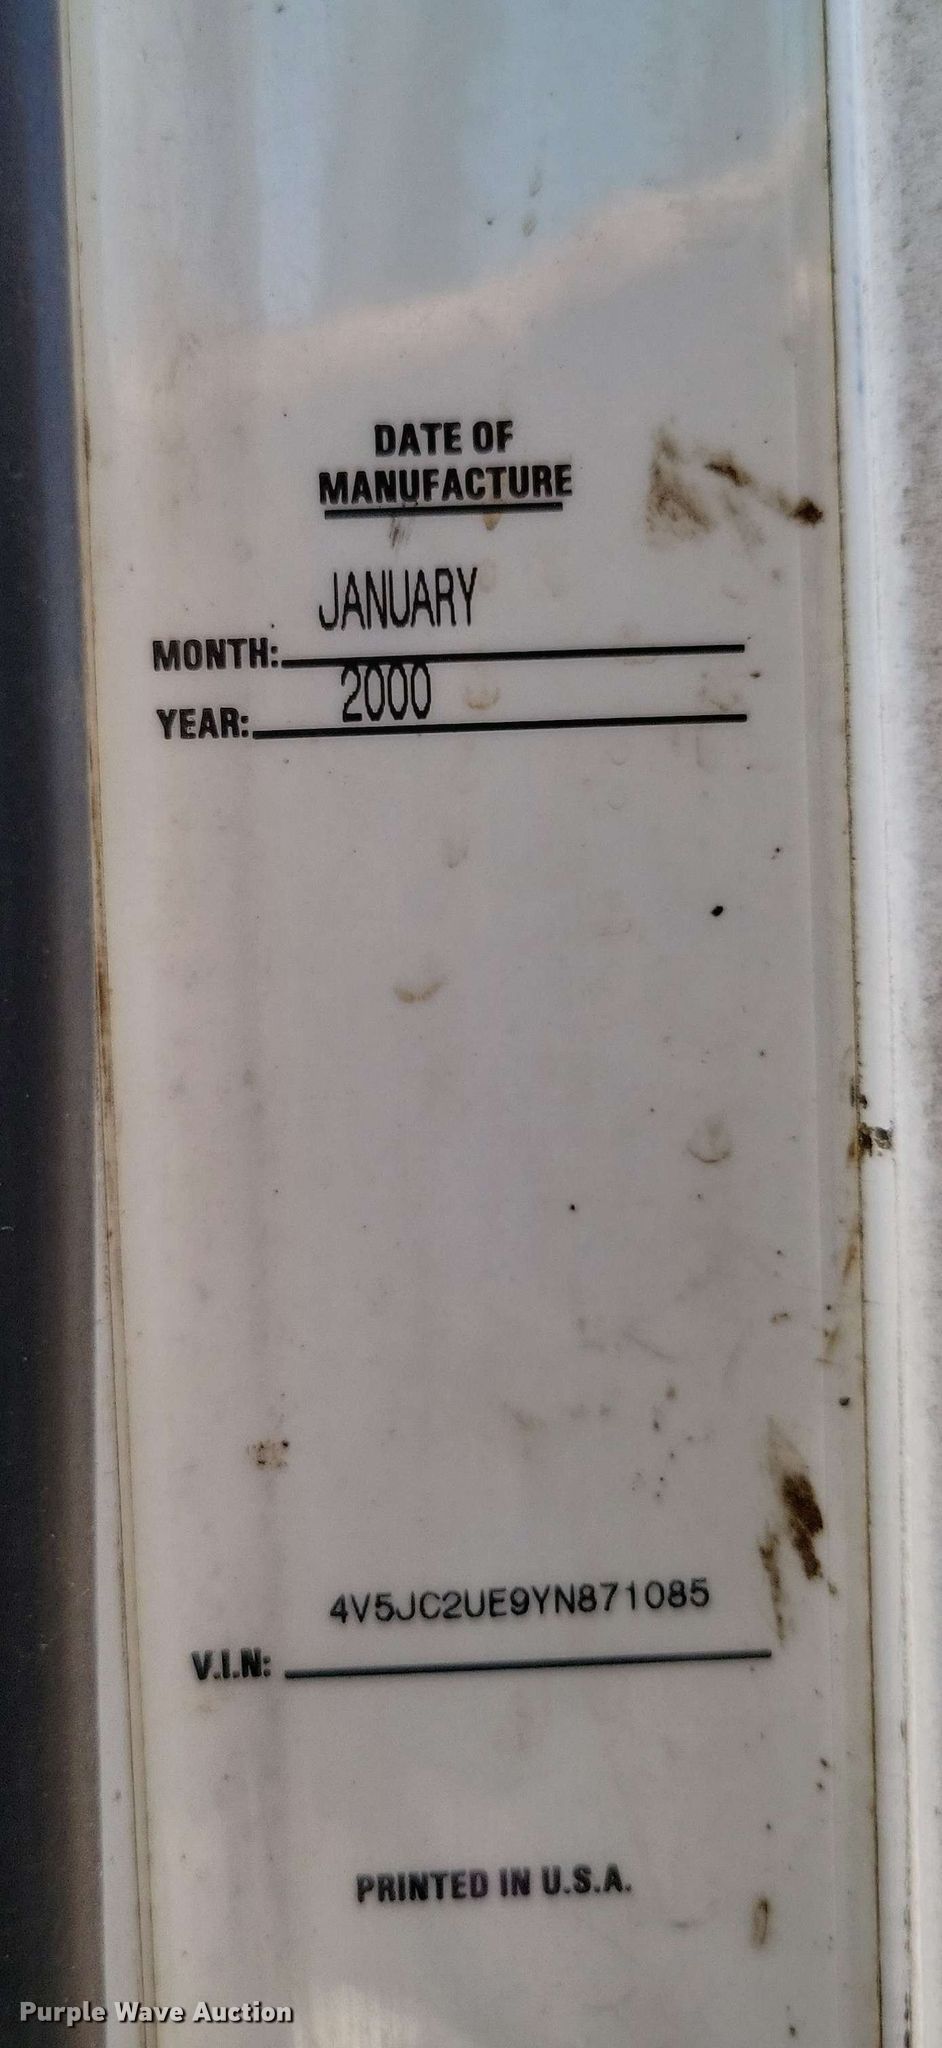 DATE OF
MANUFACTURE
JANUARY
MONTH:
2000
YEAR:
4V5JC2UE9YN871085
V.I.N:
PRINTED IN U.S.A.
Purple Wave Auction